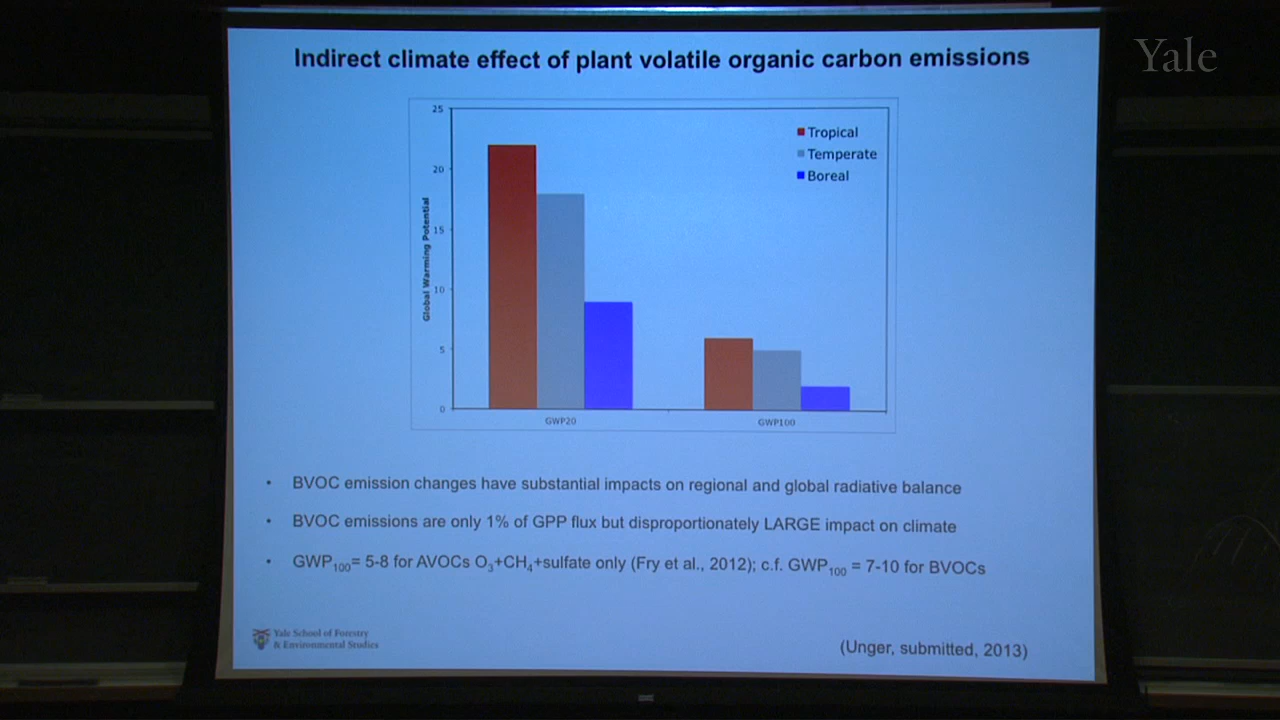 Yale
Indirect climate effect of plant volatile organic carbon emissions
25
20
15
10
5
0
Global Warming Potential
Tropical
Temperate
Boreal
GWP20
GWP100
• BVOC emission changes have substantial impacts on regional and global radiative balance
• BVOC emissions are only 1% of GPP flux but disproportionately LARGE impact on climate
• GWP100= 5-8 for AVOCs O3+CH4+sulfate only (Fry et al., 2012); c.f. GWP100 = 7-10 for BVOCs
Yale School of Forestry
& Environmental Studies
(Unger, submitted, 2013)